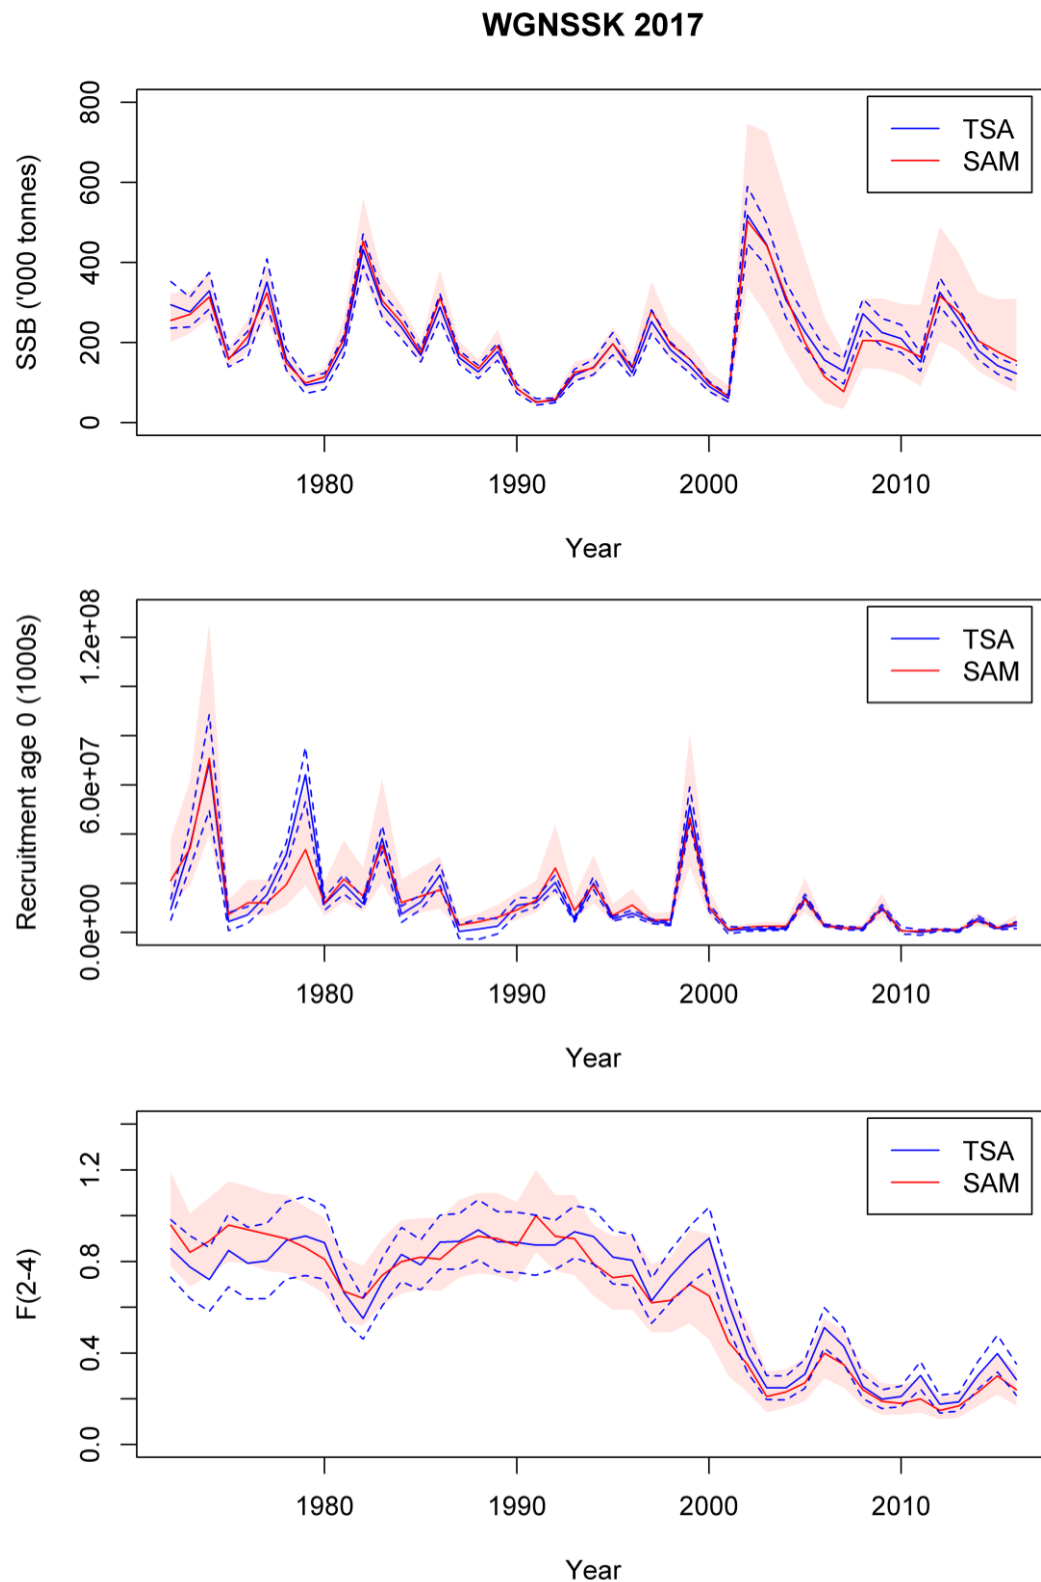 WGNSSK 2017
SSB ('000 tonnes)
800
600
400
200
0
TSA
SAM
1980
1990
2000
2010
Year
Recruitment age 0 (1000s)
1.2e+08
6.0e+07
0.0e+00
TSA
SAM
1980
1990
2000
2010
Year
F(2-4)
1.2
0.8
0.4
0.0
TSA
SAM
1980
1990
2000
2010
Year